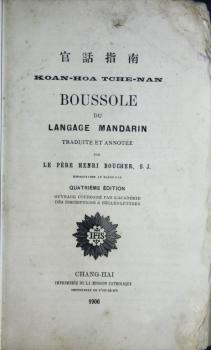 官話指南
KOAN-HOA TCHE-NAN
BOUSSOLE
DU
LANGAGE MANDARIN
TRADUITE ET ANNOTÉE
PAR
LE PÈRE HENRI BOUCHER, S. J.
QUATRIÈME ÉDITION
OUVRAGE COURONNÉ PAR L'ACADÉMIE
DES INSCRIPTIONS & BELLES-LETTRES
IHS
CHANG-HAI
IMPRIMERIE DE LA MISSION CATHOLIQUE
1906